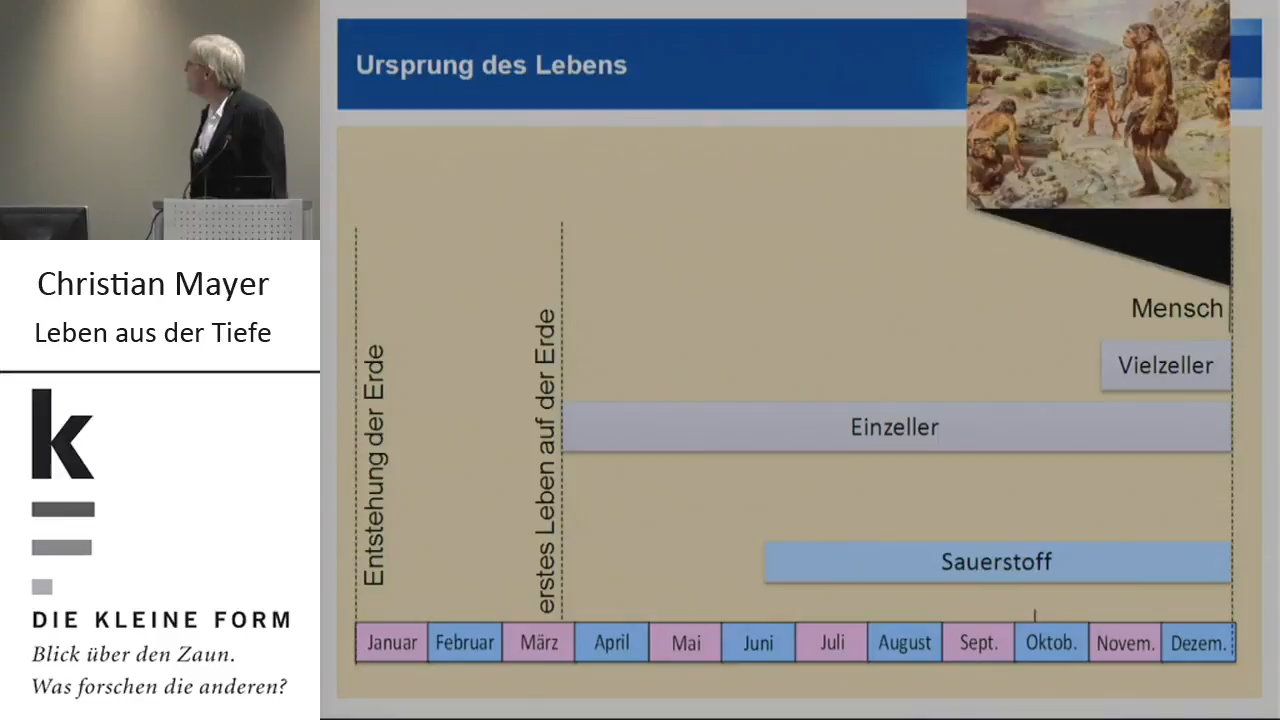 Ursprung des Lebens
Christian Mayer
Leben aus der Tiefe
k
DIE KLEINE FORM
Blick über den Zaun.
Was forschen die anderen?
Entstehung der Erde
erstes Leben auf der Erde
Mensch
Vielzeller
Einzeller
Sauerstoff
Januar Februar März April Mai Juni Juli August Sept. Oktob. Novem. Dezem.